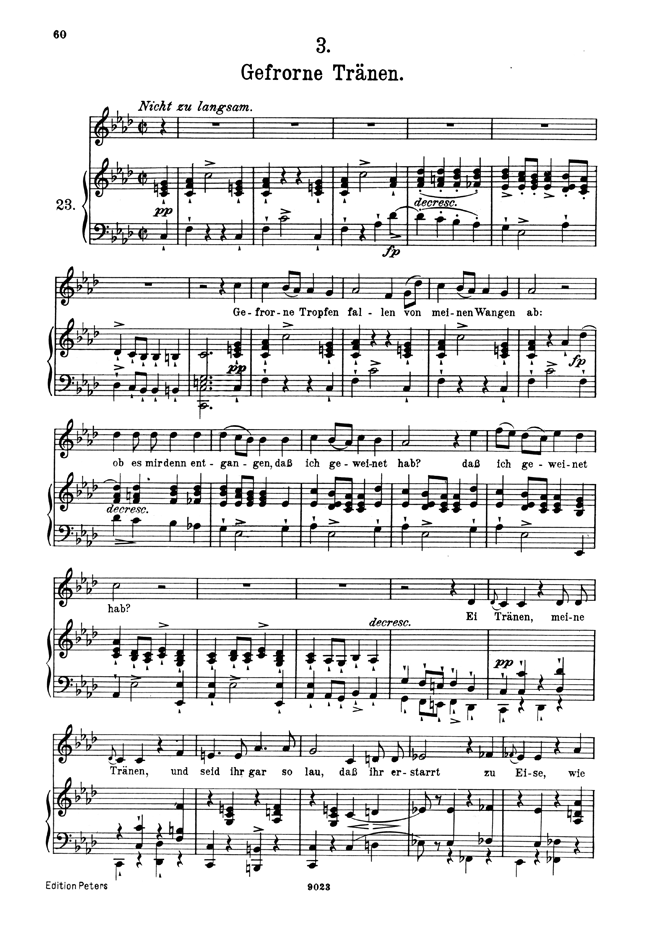 60
3.
Gefrorne Tränen.
Nicht zu langsam.
23.
pp
decresc.
fp
Ge-fror-ne Tropfen fal-len von mei-nen Wangen ab:
pp
fp
ob es mir denn ent-gan-gen, daß ich ge-wei-net hab? daß ich ge-wei-net
decresc.
hab? Ei Tränen, mei-ne
decresc.
pp
Tränen, und seid ihr gar so lau, daß ihr er-starrt zu Ei-se, wie
Edition Peters
9023